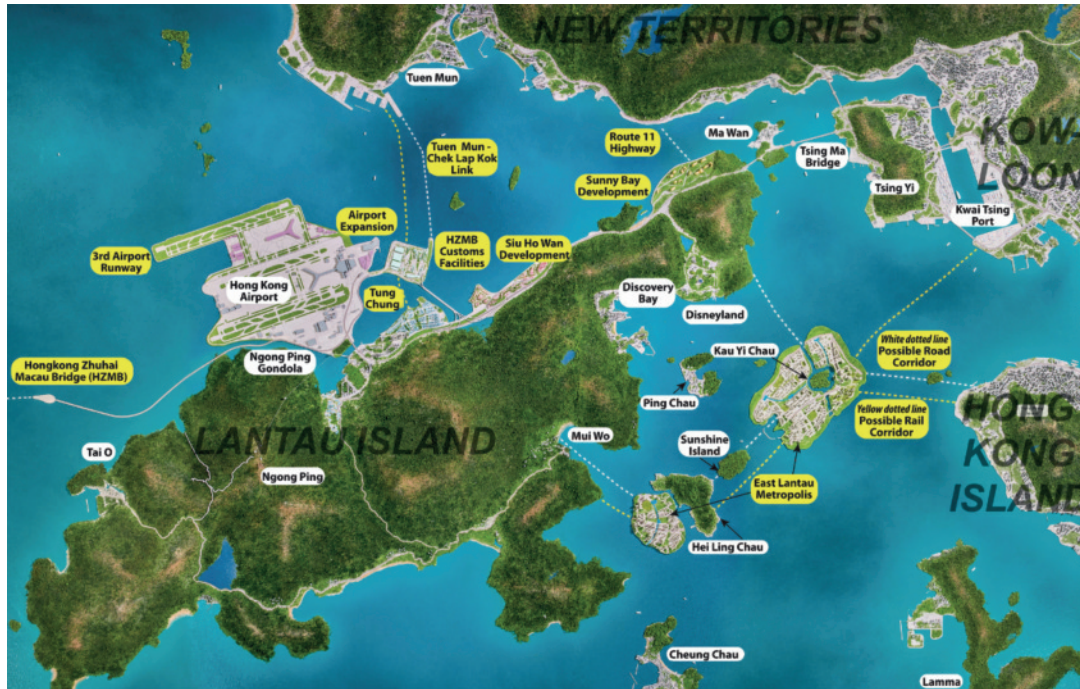 NEW TERRITORIES
Tuen Mun
Tuen Mun -
Chek Lap Kok
Link
Route 11
Highway
Ma Wan
Tsing Ma
Bridge
KOW-
LOON
Sunny Bay
Development
Tsing Yi
Kwai Tsing
Port
Airport
Expansion
3rd Airport
Runway
HZMB
Customs
Facilities
Siu Ho Wan
Development
Hong Kong
Airport
Tung
Chung
Discovery
Bay
Disneyland
Ngong Ping
Gondola
Kau Yi Chau
White dotted line
Possible Road
Corridor
Hongkong Zhuhai
Macau Bridge (HZMB)
Ping Chau
Yellow dotted line
Possible Rail
Corridor
HONG-
KONG
ISLAND
LANTAU ISLAND
Mui Wo
Sunshine
Island
Tai O
Ngong Ping
East Lantau
Metropolis
Hei Ling Chau
Cheung Chau
Lamma